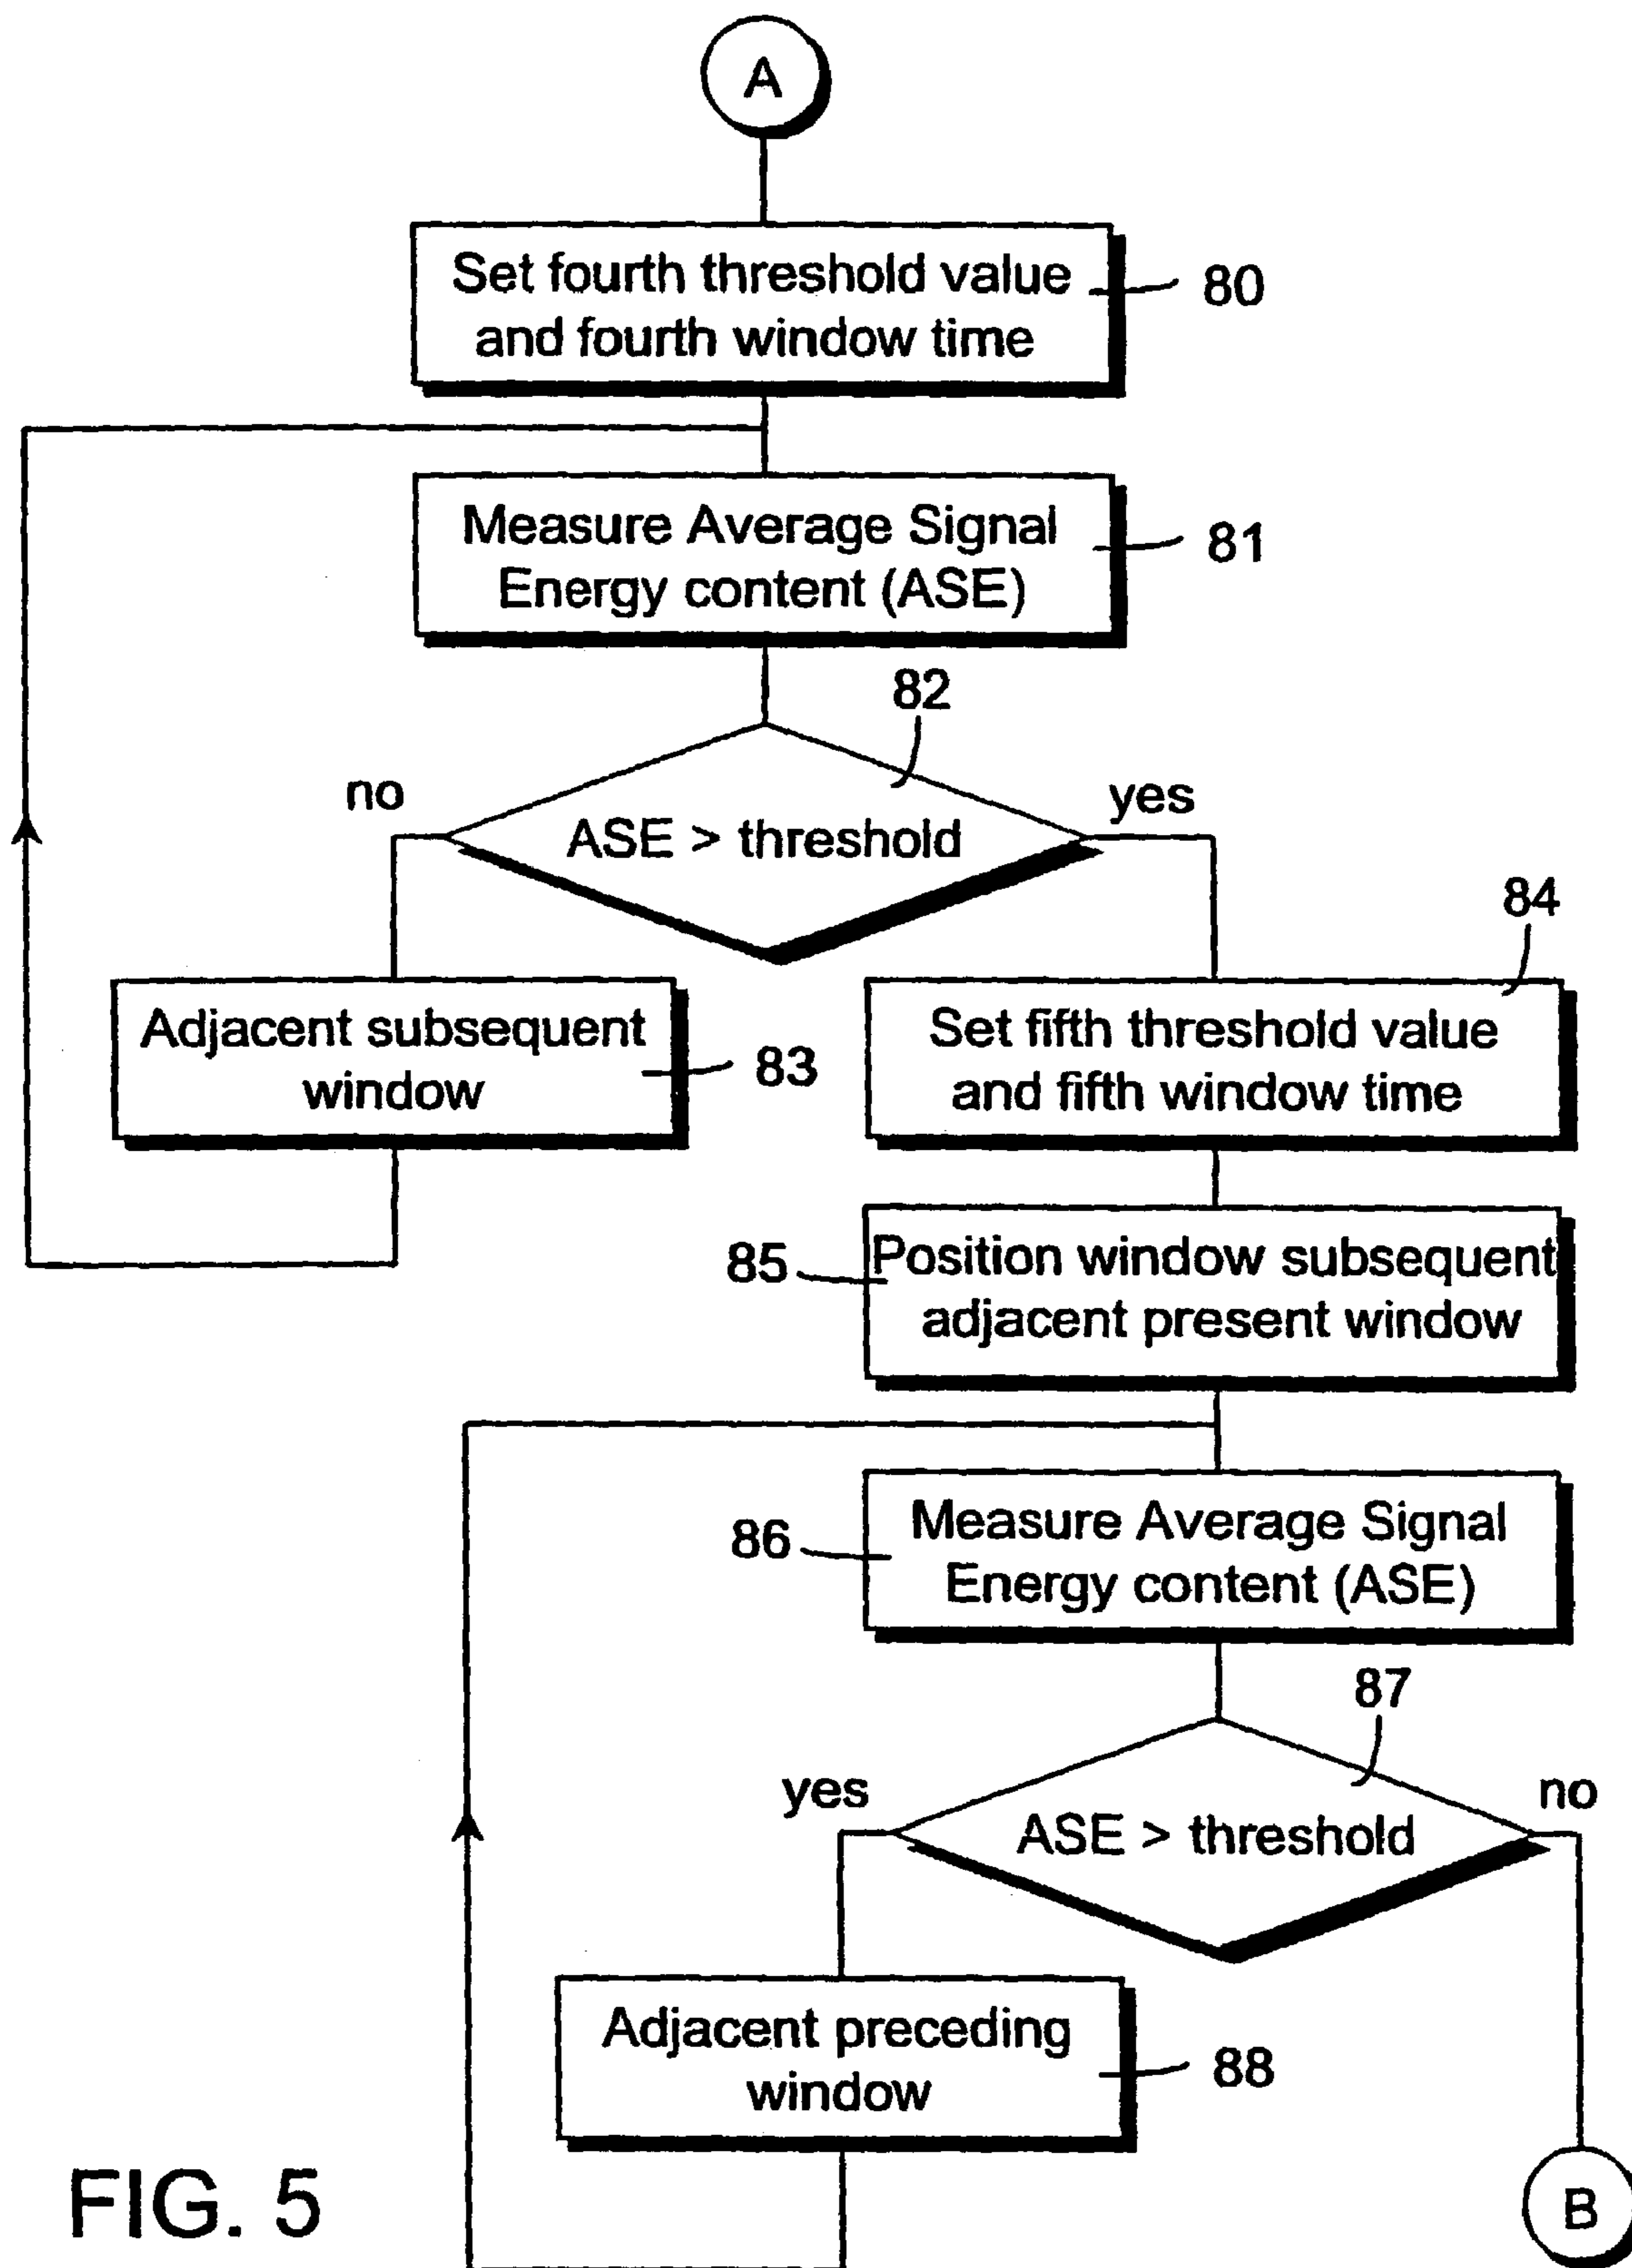 A
Set fourth threshold value
and fourth window time
80
Measure Average Signal
Energy content (ASE)
81
82
no
yes
ASE > threshold
84
Adjacent subsequent
window
83
Set fifth threshold value
and fifth window time
85
Position window subsequent
adjacent present window
86
Measure Average Signal
Energy content (ASE)
87
yes
no
ASE > threshold
Adjacent preceding
window
88
B
FIG. 5